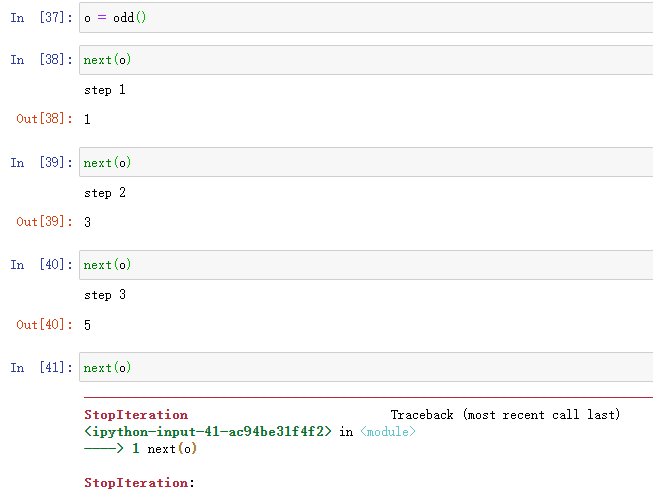 In [37]: o = odd()
In [38]: next(o)
step 1
Out[38]: 1
In [39]: next(o)
step 2
Out[39]: 3
In [40]: next(o)
step 3
Out[40]: 5
In [41]: next(o)
StopIteration Traceback (most recent call last)
<ipython-input-41-ac94be31f4f2> in <module>
----> 1 next(o)
StopIteration: